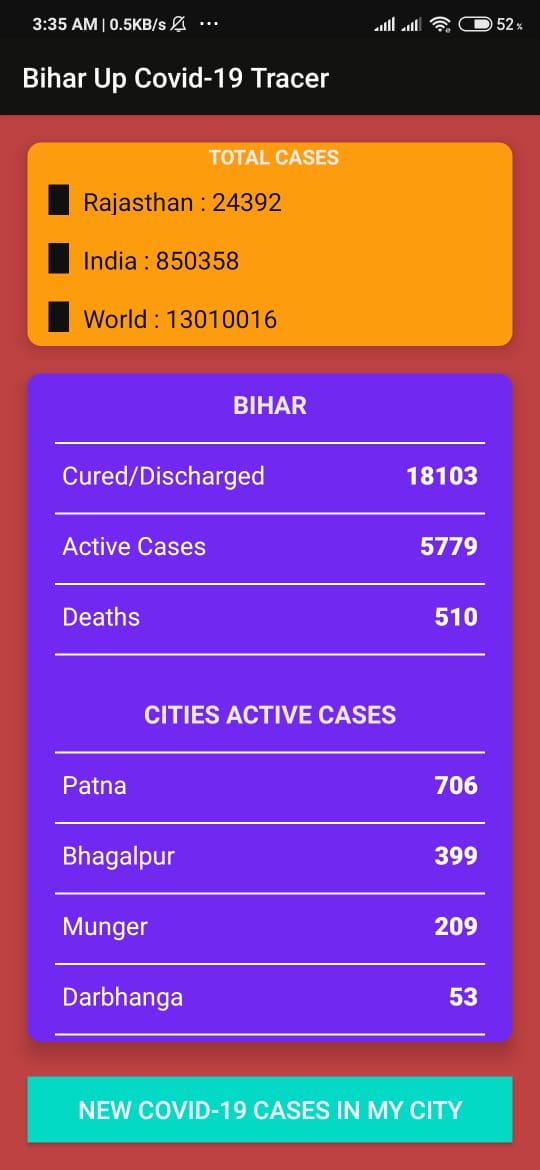 3:35 AM | 0.5KB/s ... 52%
Bihar Up Covid-19 Tracer
TOTAL CASES
Rajasthan : 24392
India : 850358
World : 13010016
BIHAR
Cured/Discharged 18103
Active Cases 5779
Deaths 510
CITIES ACTIVE CASES
Patna 706
Bhagalpur 399
Munger 209
Darbhanga 53
NEW COVID-19 CASES IN MY CITY